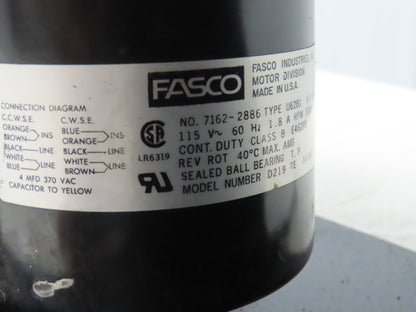 FASCO
FASCO INDUSTRIES,
MOTOR DIVISION
MADE IN U.S.A.
CONNECTION DIAGRAM
C.C.W.S.E. C.W.S.E.
ORANGE BLUE
BROWN INS ORANGE INS
BLACK LINE BLACK LINE
BLUE WHITE
WHITE LINE BROWN LINE
4 MFD 370 VAC
CAPACITOR TO YELLOW
SA
LR6319
NO. 7162-2886 TYPE U62B1
115 V~ 60 Hz 1.8 A RPM
CONT. DUTY CLASS B
REV ROT 40°C MAX. AMB
SEALED BALL BEARING T.P.
MODEL NUMBER D219 TE